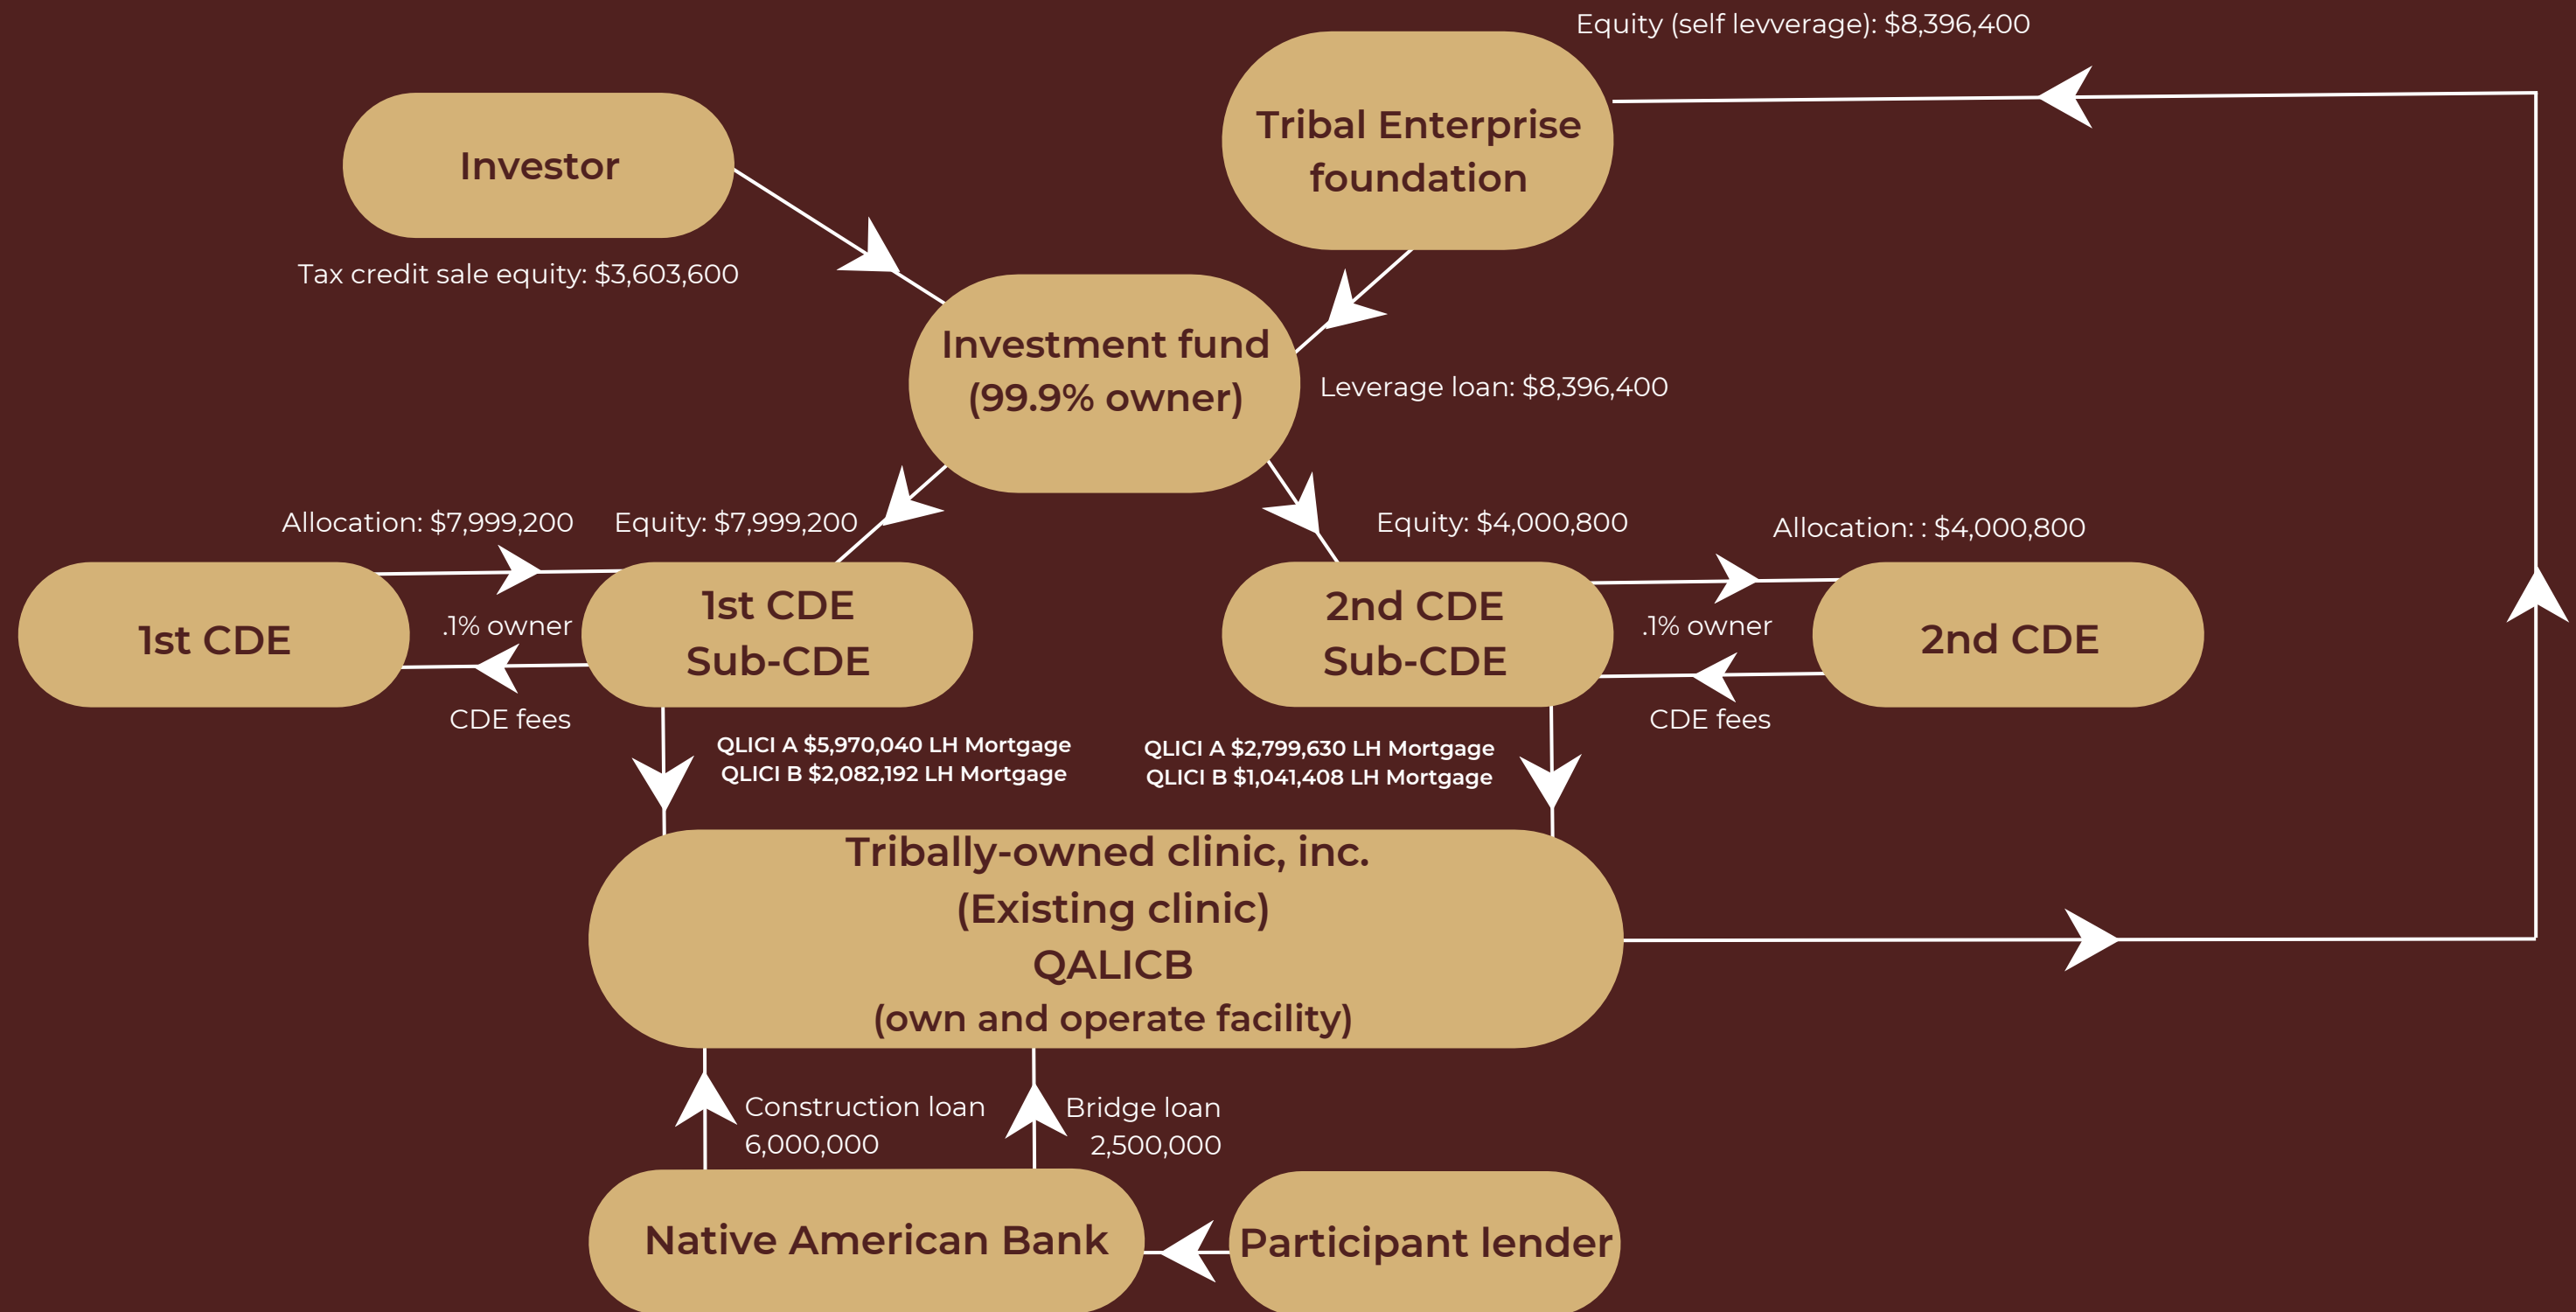 Equity (self levverage): $8,396,400
Tribal Enterprise
foundation
Investor
Tax credit sale equity: $3,603,600
Investment fund
(99.9% owner)
Leverage loan: $8,396,400
Allocation: $7,999,200
Equity: $7,999,200
Equity: $4,000,800
Allocation: : $4,000,800
1st CDE
.1% owner
1st CDE
Sub-CDE
2nd CDE
Sub-CDE
.1% owner
2nd CDE
CDE fees
CDE fees
QLICI A $5,970,040 LH Mortgage
QLICI B $2,082,192 LH Mortgage
QLICI A $2,799,630 LH Mortgage
QLICI B $1,041,408 LH Mortgage
Tribally-owned clinic, inc.
(Existing clinic)
QALICB
(own and operate facility)
Construction loan
6,000,000
Bridge loan
2,500,000
Native American Bank
Participant lender